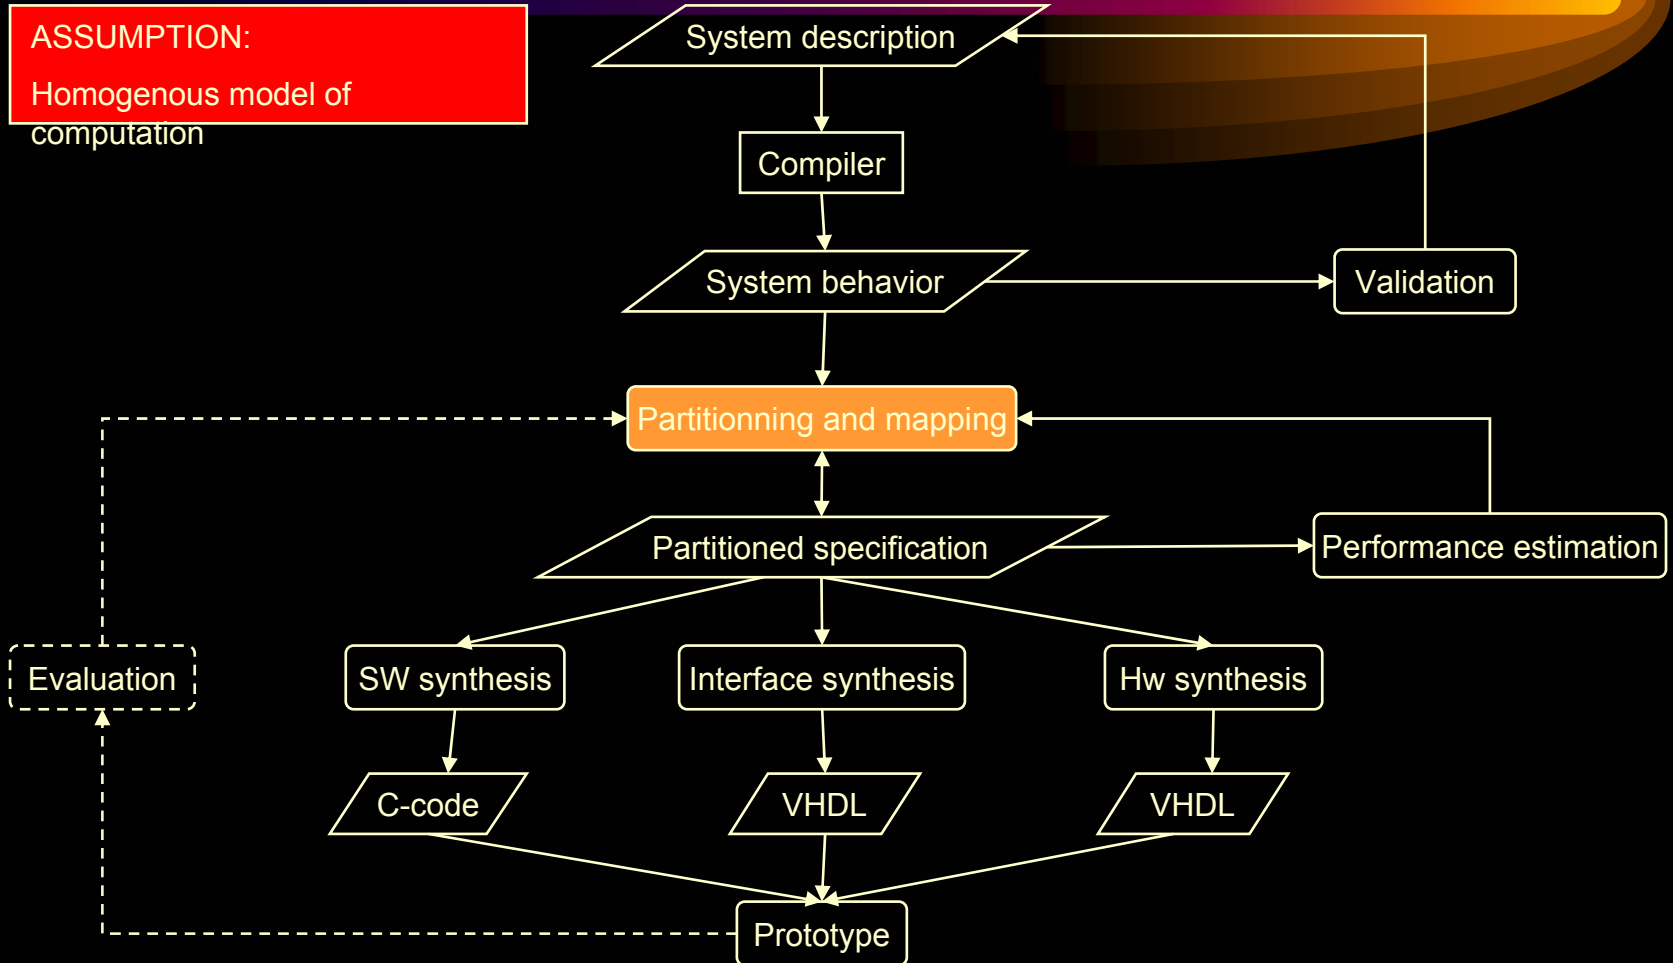 ASSUMPTION:
Homogenous model of
computation
System description
Compiler
System behavior
Validation
Partitionning and mapping
Partitioned specification
Performance estimation
Evaluation
SW synthesis
Interface synthesis
Hw synthesis
C-code
VHDL
VHDL
Prototype